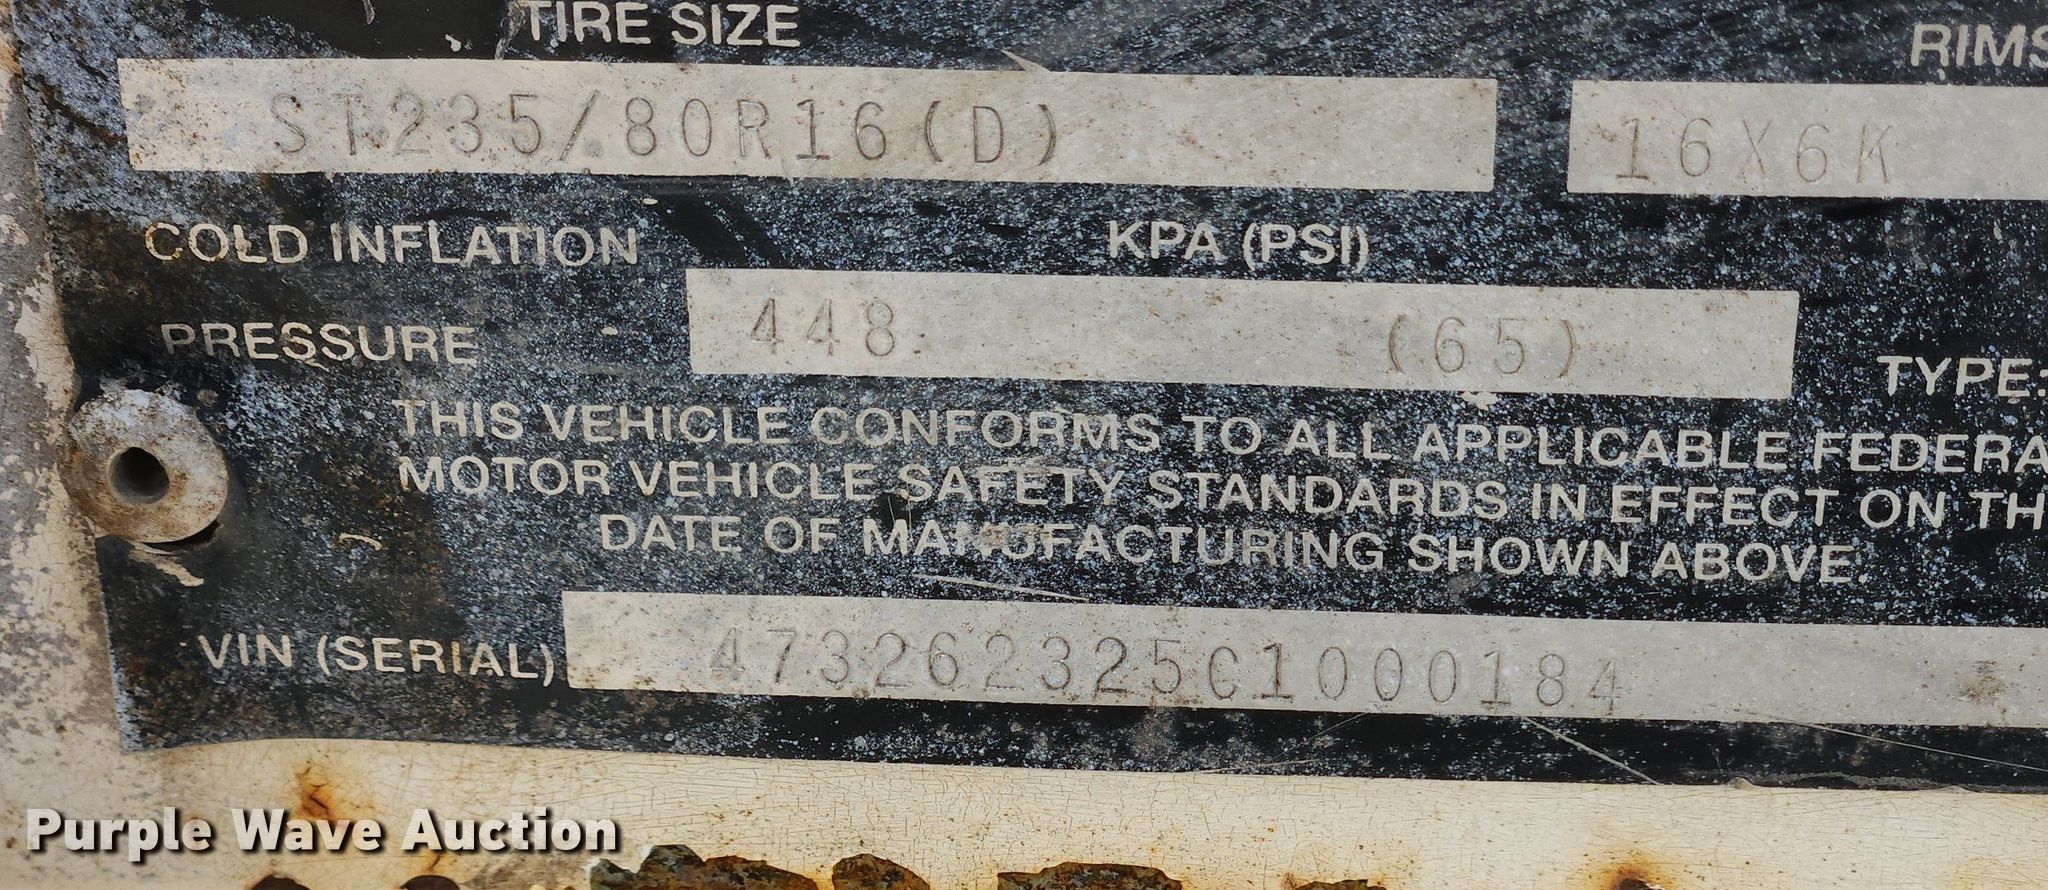 TIRE SIZE RIMS
ST235/80R16(D) 16X6K
COLD INFLATION KPA (PSI)
PRESSURE 448 (65) TYPE:
THIS VEHICLE CONFORMS TO ALL APPLICABLE FEDERA
MOTOR VEHICLE SAFETY STANDARDS IN EFFECT ON TH
DATE OF MANUFACTURING SHOWN ABOVE.
VIN (SERIAL) 473262325C1000184
Purple Wave Auction